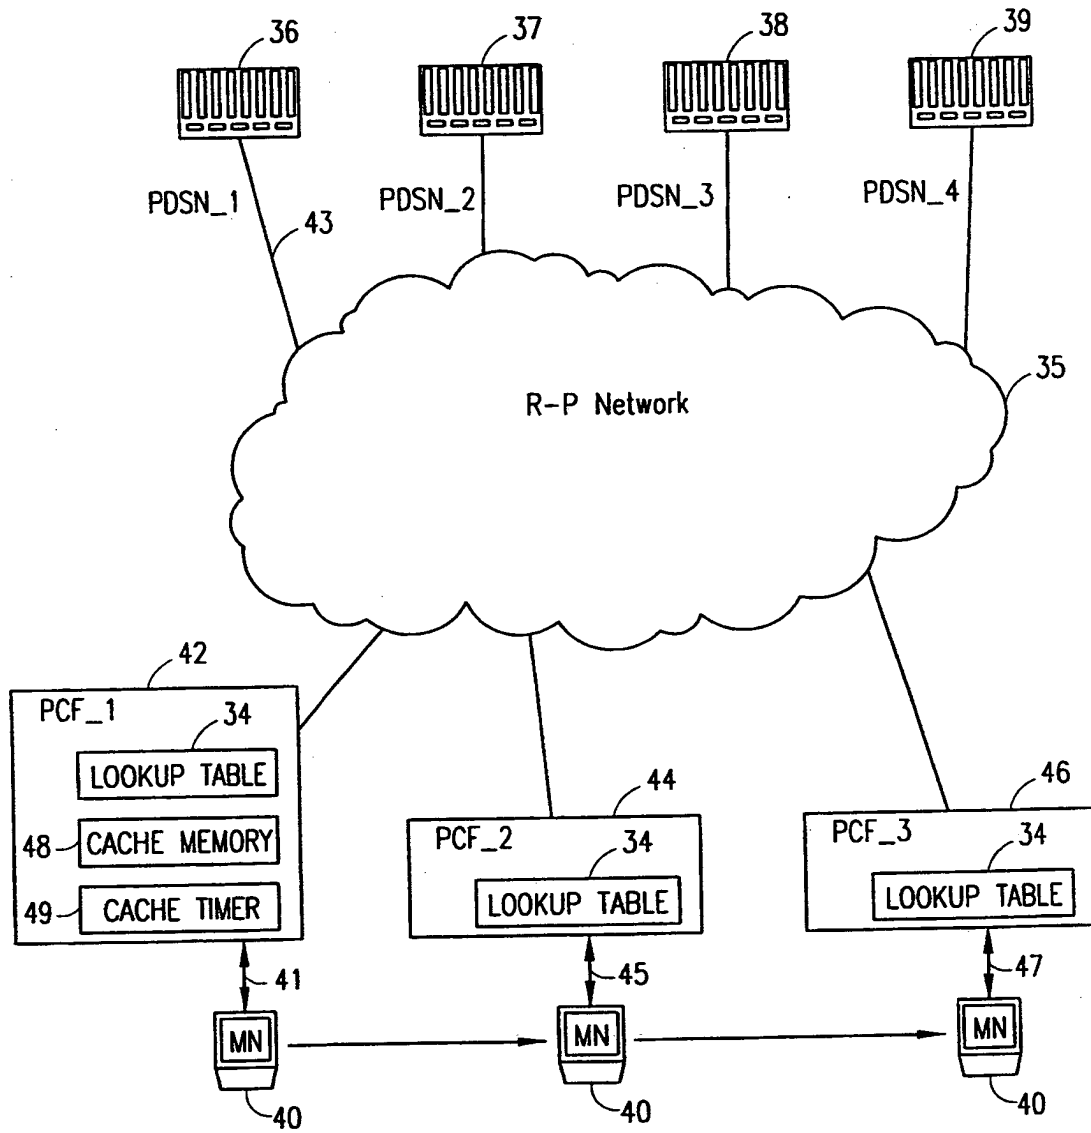 36
37
38
39
PDSN_1
PDSN_2
PDSN_3
PDSN_4
43
35
R-P Network
42
PCF_1
34
LOOKUP TABLE
48
CACHE MEMORY
49
CACHE TIMER
44
PCF_2
34
LOOKUP TABLE
46
PCF_3
34
LOOKUP TABLE
41
45
47
MN
MN
MN
40
40
40